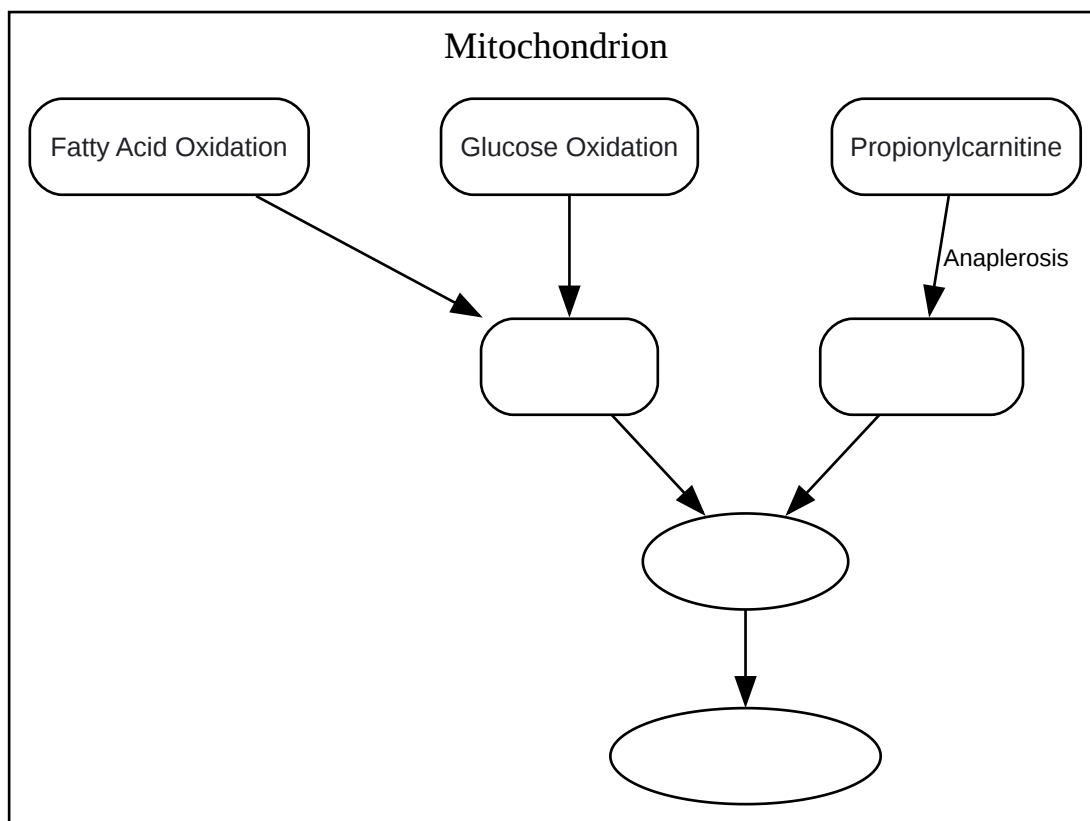 Mitochondrion
Fatty Acid Oxidation
Glucose Oxidation
Propionylcarnitine
Anaplerosis